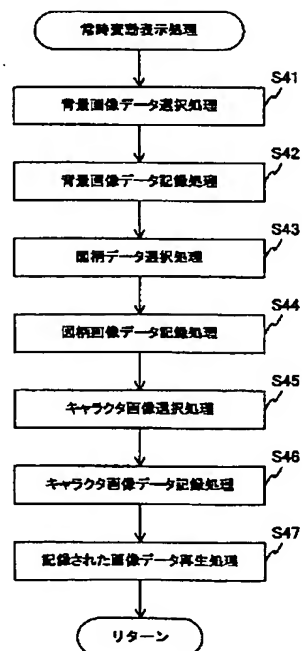 常時変動表示処理
S41
背景画像データ選択処理
S42
背景画像データ記録処理
S43
図柄データ選択処理
S44
図柄画像データ記録処理
S45
キャラクタ画像選択処理
S46
キャラクタ画像データ記録処理
S47
記録された画像データ再生処理
リターン